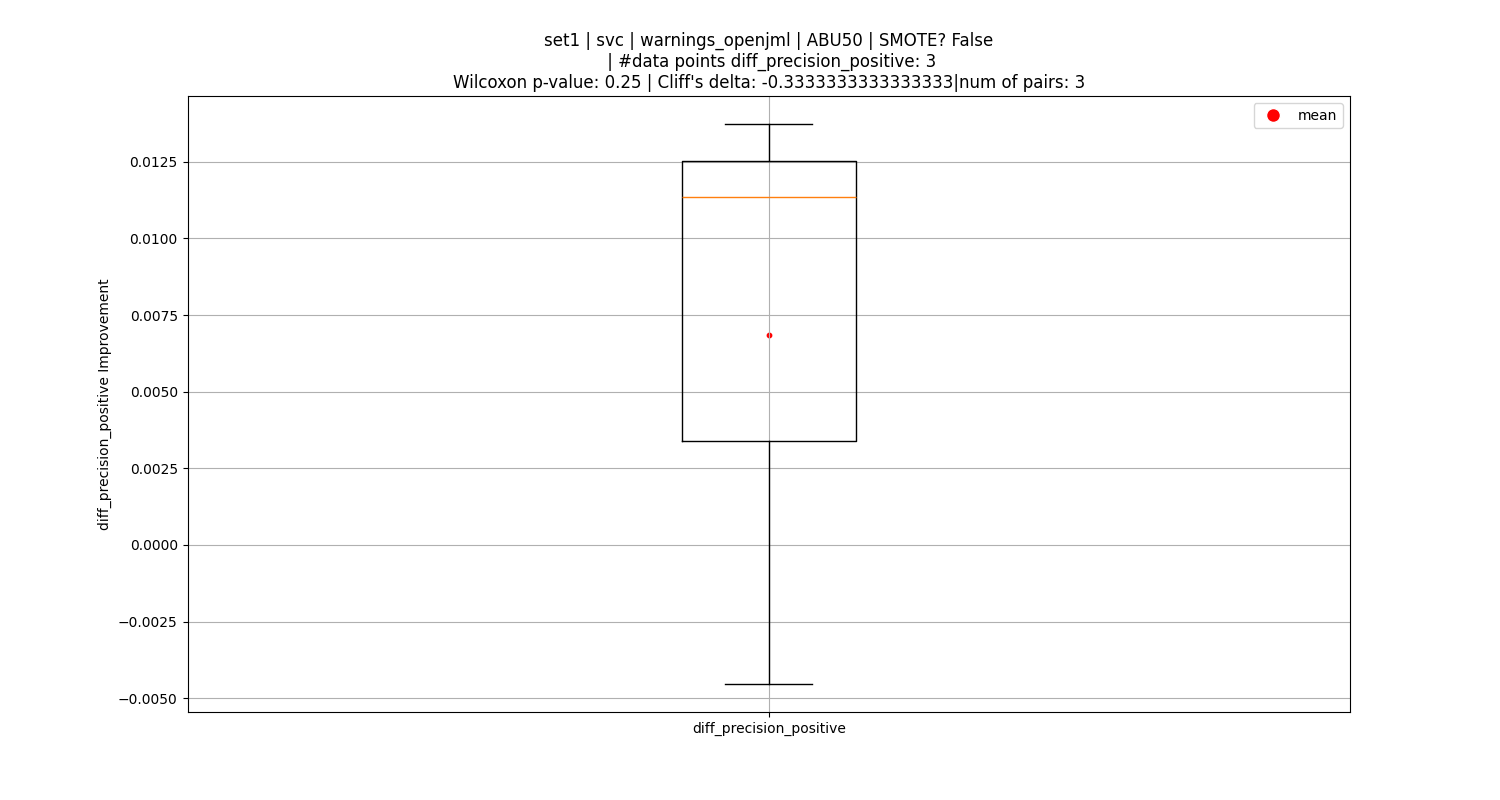 set1 | svc | warnings_openjml | ABU50 | SMOTE? False
| #data points diff_precision_positive: 3
Wilcoxon p-value: 0.25 | Cliff's delta: -0.3333333333333333|num of pairs: 3
mean
0.0125
0.0100
0.0075
0.0050
0.0025
0.0000
−0.0025
−0.0050
diff_precision_positive Improvement
diff_precision_positive